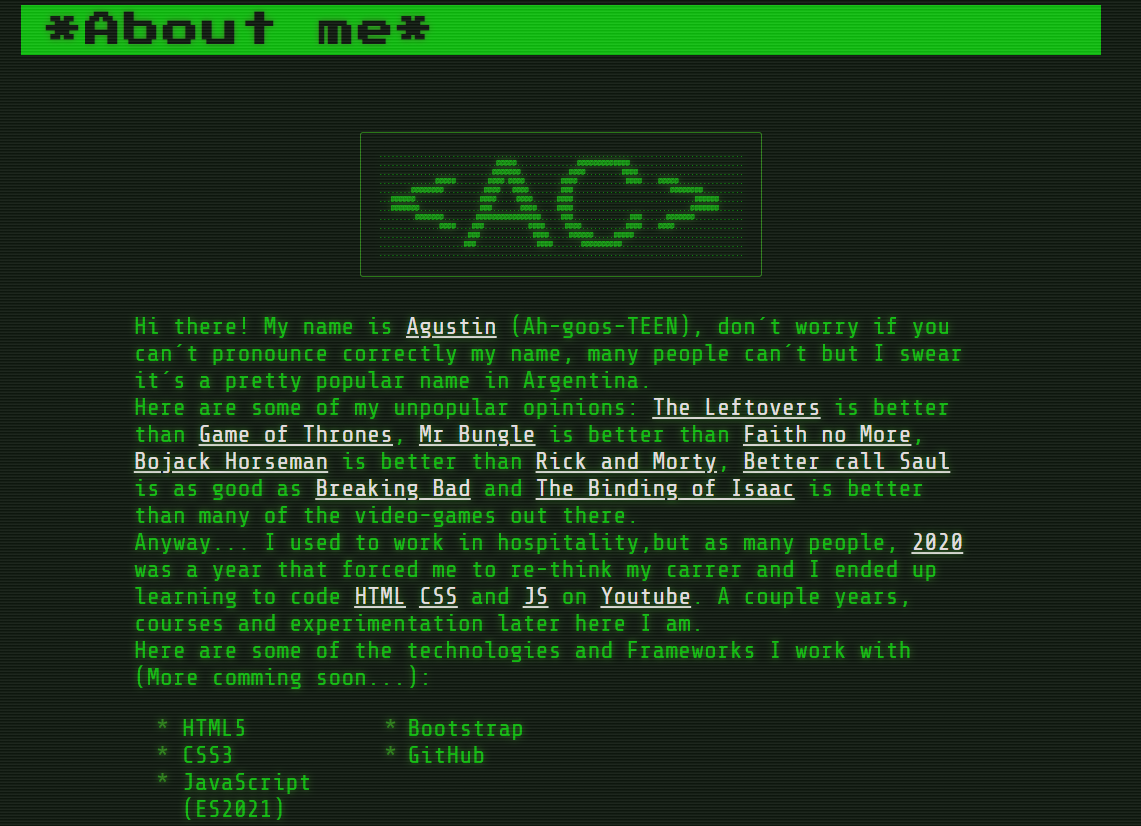 *About me*
<AC>
Hi there! My name is Agustin (Ah-goos-TEEN), don´t worry if you
can´t pronounce correctly my name, many people can´t but I swear
it´s a pretty popular name in Argentina.
Here are some of my unpopular opinions: The Leftovers is better
than Game of Thrones, Mr Bungle is better than Faith no More,
Bojack Horseman is better than Rick and Morty, Better call Saul
is as good as Breaking Bad and The Binding of Isaac is better
than many of the video-games out there.
Anyway... I used to work in hospitality,but as many people, 2020
was a year that forced me to re-think my carrer and I ended up
learning to code HTML CSS and JS on Youtube. A couple years,
courses and experimentation later here I am.
Here are some of the technologies and Frameworks I work with
(More comming soon...):
* HTML5
* CSS3
* JavaScript
(ES2021)
* Bootstrap
* GitHub